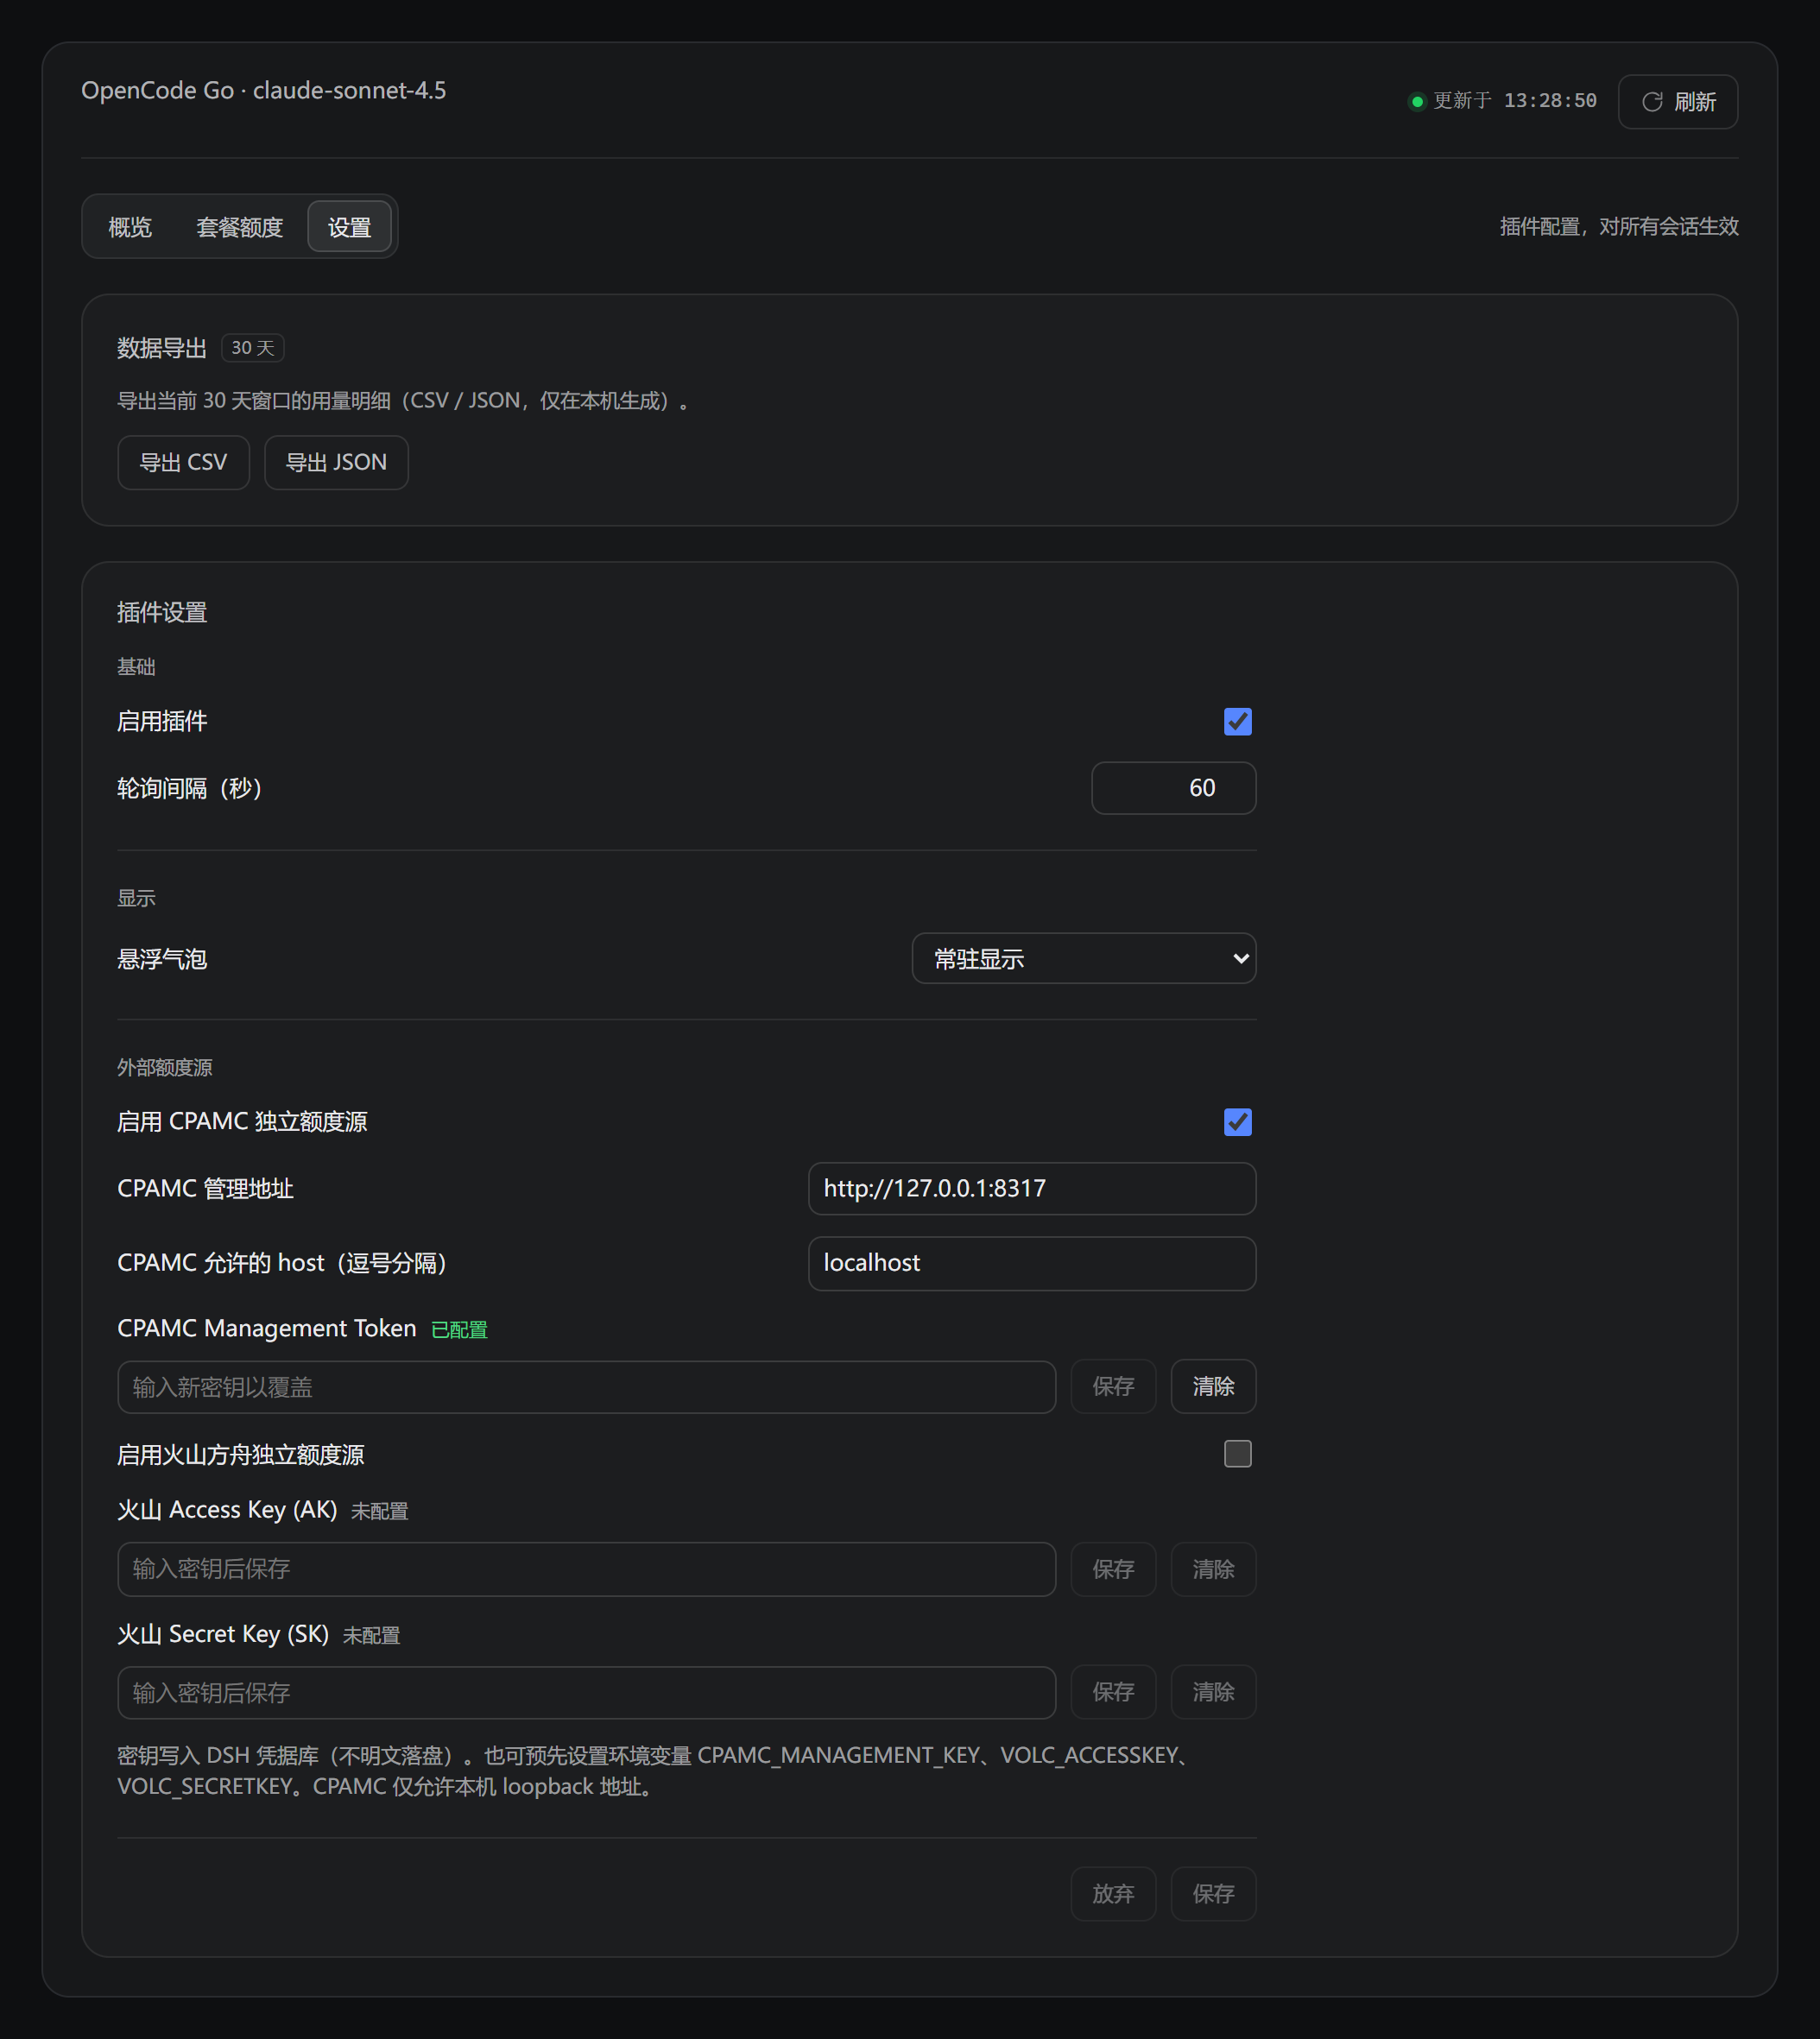 OpenCode Go · claude-sonnet-4.5
更新于 13:28:50
刷新
概览
套餐额度
设置
插件配置，对所有会话生效
数据导出
30 天
导出当前 30 天窗口的用量明细（CSV / JSON，仅在本机生成）。
导出 CSV
导出 JSON
插件设置
基础
启用插件
轮询间隔（秒）
60
显示
悬浮气泡
常驻显示
外部额度源
启用 CPAMC 独立额度源
CPAMC 管理地址
http://127.0.0.1:8317
CPAMC 允许的 host（逗号分隔）
localhost
CPAMC Management Token 已配置
输入新密钥以覆盖
保存
清除
启用火山方舟独立额度源
火山 Access Key (AK) 未配置
输入密钥后保存
保存
清除
火山 Secret Key (SK) 未配置
输入密钥后保存
保存
清除
密钥写入 DSH 凭据库（不明文落盘）。也可预先设置环境变量 CPAMC_MANAGEMENT_KEY、VOLC_ACCESSKEY、
VOLC_SECRETKEY。CPAMC 仅允许本机 loopback 地址。
放弃
保存